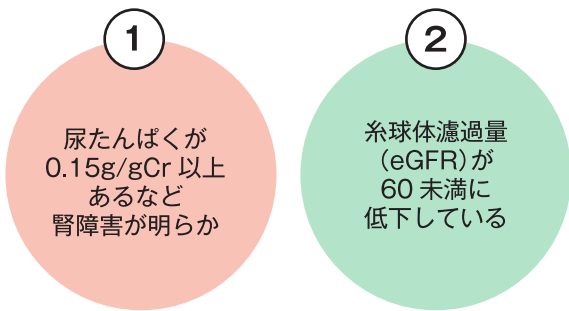 1
尿たんぱくが
0.15g/gCr 以上
あるなど
腎障害が明らか
2
糸球体濾過量
（eGFR）が
60 未満に
低下している